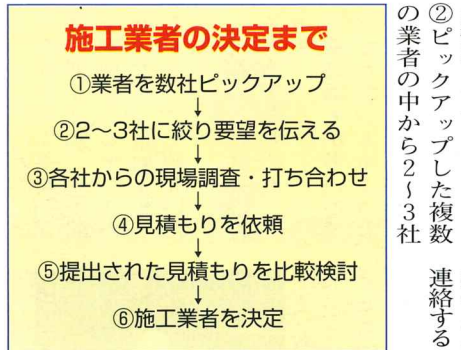 施工業者の決定まで
①業者を数社ピックアップ
↓
②2〜3社に絞り要望を伝える
↓
③各社からの現場調査・打ち合わせ
↓
④見積もりを依頼
↓
⑤提出された見積もりを比較検討
↓
⑥施工業者を決定
②ピックアップした複数
の業者の中から2〜3社
連絡する